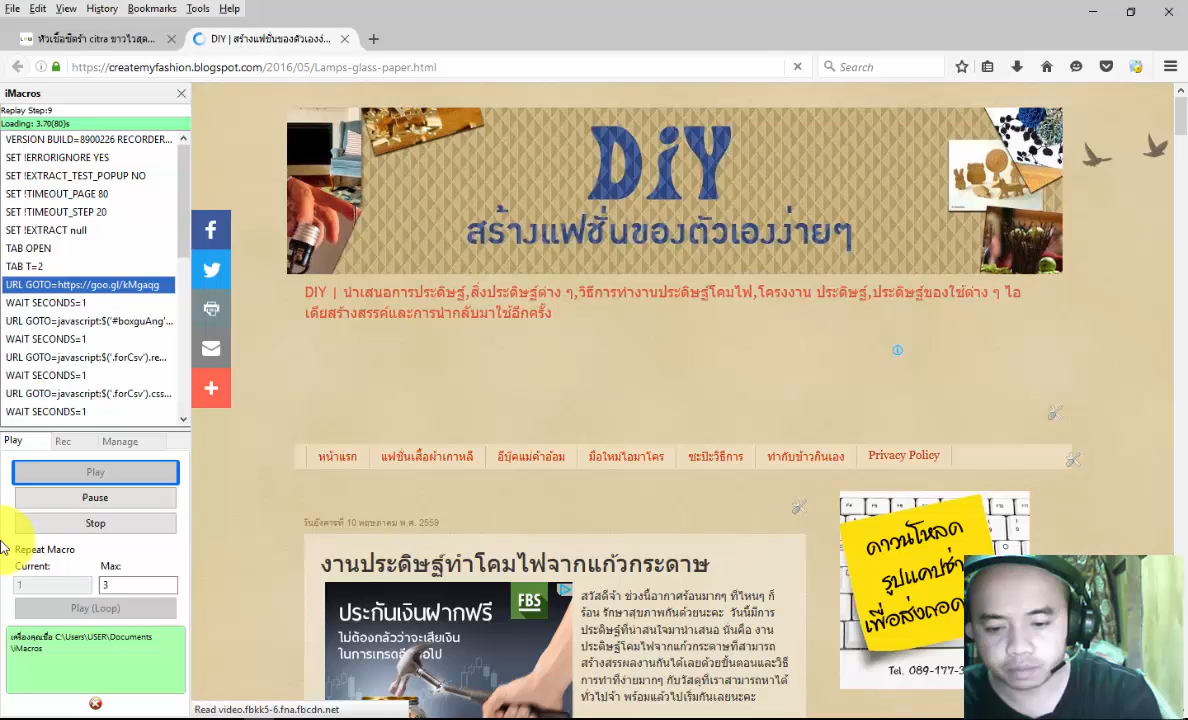 File Edit View History Bookmarks Tools Help
หัวเชื้อซิตร้า citra ขาวไวสุด...
DIY | สร้างแฟชั่นของตัวเองง่...
https://createmyfashion.blogspot.com/2016/05/Lamps-glass-paper.html
Search
iMacros
Replay Step:9
Loading: 3.70(80)s
VERSION BUILD=8900226 RECORDER...
SET !ERRORIGNORE YES
SET !EXTRACT_TEST_POPUP NO
SET !TIMEOUT_PAGE 80
SET !TIMEOUT_STEP 20
SET !EXTRACT null
TAB OPEN
TAB T=2
URL GOTO=https://goo.gl/kMgaqg
WAIT SECONDS=1
URL GOTO=javascript:$('#boxguAng'...
WAIT SECONDS=1
URL GOTO=javascript:$('.forCsv').re...
WAIT SECONDS=1
URL GOTO=javascript:$('.forCsv').css...
WAIT SECONDS=1
Play Rec Manage
Play
Pause
Stop
Repeat Macro
Current: Max:
1 3
Play (Loop)
เครื่องคุณชื่อ C:\Users\USER\Documents
\iMacros
DiY
สร้างแฟชั่นของตัวเองง่ายๆ
DIY | นำเสนอการประดิษฐ์,สิ่งประดิษฐ์ต่าง ๆ,วิธีการทำงานประดิษฐ์โคมไฟ,โครงงาน ประดิษฐ์,ประดิษฐ์ของใช้ต่าง ๆ ไอ
เดียสร้างสรรค์และการนำกลับมาใช้อีกครั้ง
หน้าแรก แฟชั่นเสื้อผ้าเกาหลี อีบุ๊คแม่ค้าอ้อม มือใหม่ไอมาโคร ชะปะวิธีการ ทำกับข้าวกินเอง Privacy Policy
วันอังคารที่ 10 พฤษภาคม พ.ศ. 2559
งานประดิษฐ์ทำโคมไฟจากแก้วกระดาษ
ประกันเงินฝากฟรี
FBS
ไม่ต้องกลัวว่าจะเสียเงิน
ในการเทรดอีกต่อไป
สวัสดีจ้า ช่วงนี้อากาศร้อนมากๆ ที่ไหนๆ ก็
ร้อน รักษาสุขภาพกันด้วยนะคะ วันนี้มีการ
ประดิษฐ์ที่น่าสนใจมานำเสนอ นั่นคือ งาน
ประดิษฐ์โคมไฟจากแก้วกระดาษที่สามารถ
สร้างสรรผลงานกันได้เลยด้วยขั้นตอนและวิธี
การทำที่ง่ายมากๆ กับวัสดุที่เราสามารถหาได้
ทั่วไปจ้า พร้อมแล้วไปเริ่มกันเลยนะคะ
ดาวน์โหลด
รูปแคปช่า
เพื่อส่งถอด
Tel. 089-177-3
Read video.fbkk5-6.fna.fbcdn.net